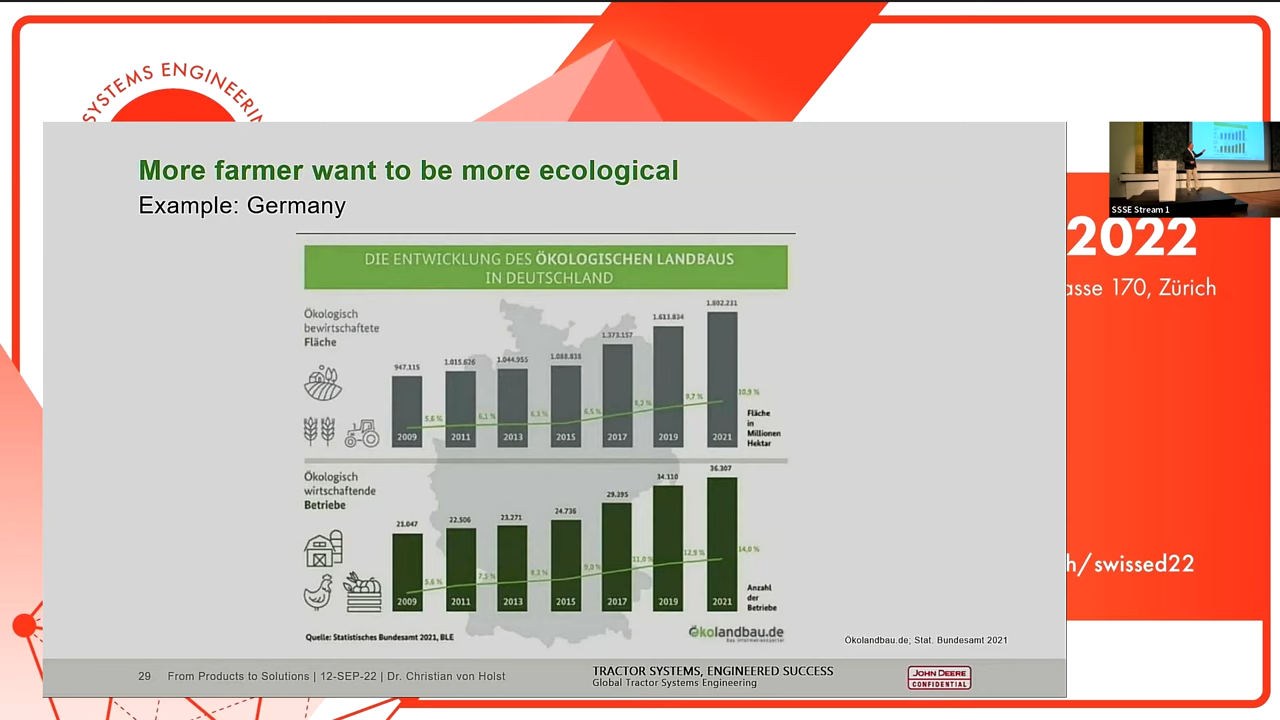 SYSTEMS ENGINEERIN
More farmer want to be more ecological
Example: Germany
DIE ENTWICKLUNG DES ÖKOLOGISCHEN LANDBAUS
IN DEUTSCHLAND
Ökologisch
bewirtschaftete
Fläche
947.115
1.015.626
1.044.955
1.088.838
1.373.157
1.613.834
1.802.231
5,6 %
6,1 %
6,3 %
6,5 %
8,2 %
9,7 %
10,9 %
2009
2011
2013
2015
2017
2019
2021
Fläche
in
Millionen
Hektar
Ökologisch
wirtschaftende
Betriebe
21.047
22.506
23.271
24.736
29.395
34.110
36.307
5,6 %
7,5 %
8,2 %
9,0 %
11,0 %
12,9 %
14,0 %
2009
2011
2013
2015
2017
2019
2021
Anzahl
der
Betriebe
Quelle: Statistisches Bundesamt 2021, BLE
ökolandbau.de
Das Informationsportal
Ökolandbau.de; Stat. Bundesamt 2021
29 From Products to Solutions | 12-SEP-22 | Dr. Christian von Holst
TRACTOR SYSTEMS, ENGINEERED SUCCESS
Global Tractor Systems Engineering
JOHN DEERE
CONFIDENTIAL
SSSE Stream 1
2022
asse 170, Zürich
h/swissed22